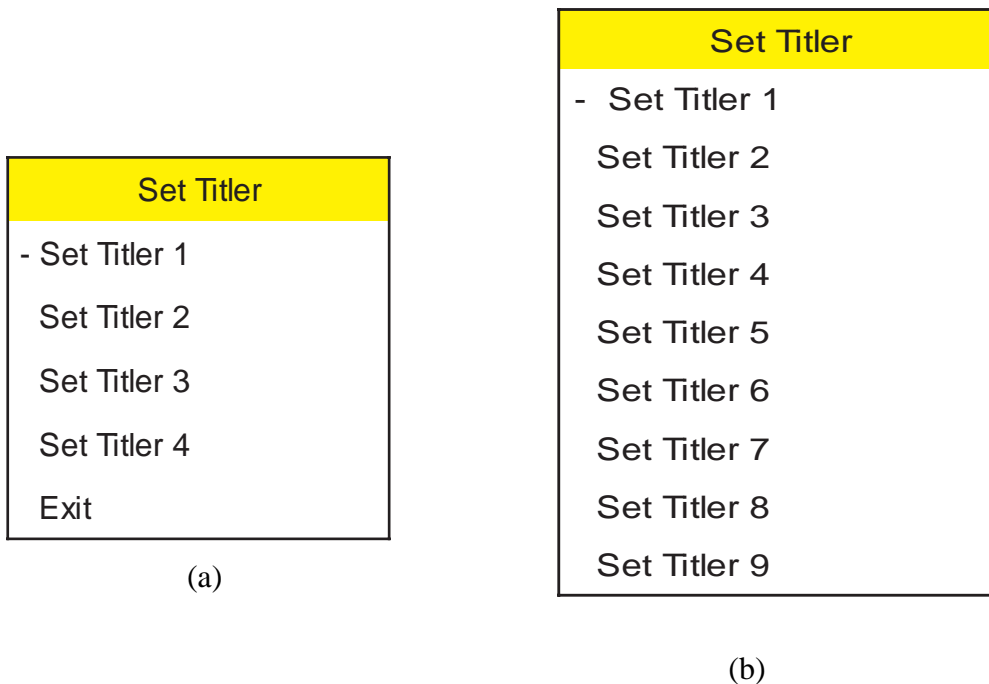 Set Titler
- Set Titler 1
Set Titler 2
Set Titler 3
Set Titler 4
Exit
(a)
Set Titler
- Set Titler 1
Set Titler 2
Set Titler 3
Set Titler 4
Set Titler 5
Set Titler 6
Set Titler 7
Set Titler 8
Set Titler 9
(b)